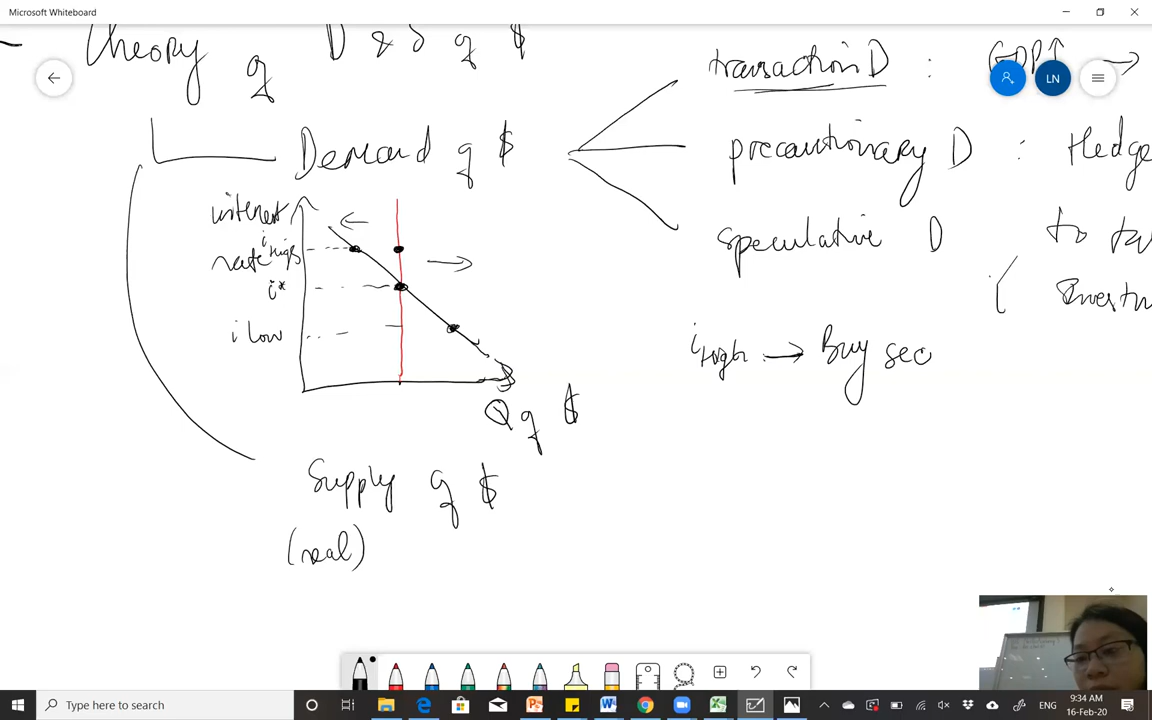 Microsoft Whiteboard
Theory of D & S of $
transaction D : GDP↑ →
LN
Demand of $
precautionary D : Hedge
interest
rate
i High
speculative D to
i*
i low
i High → Buy sec
Q of $
Supply of $
(real)
Type here to search
ENG
9:34 AM
16-Feb-20